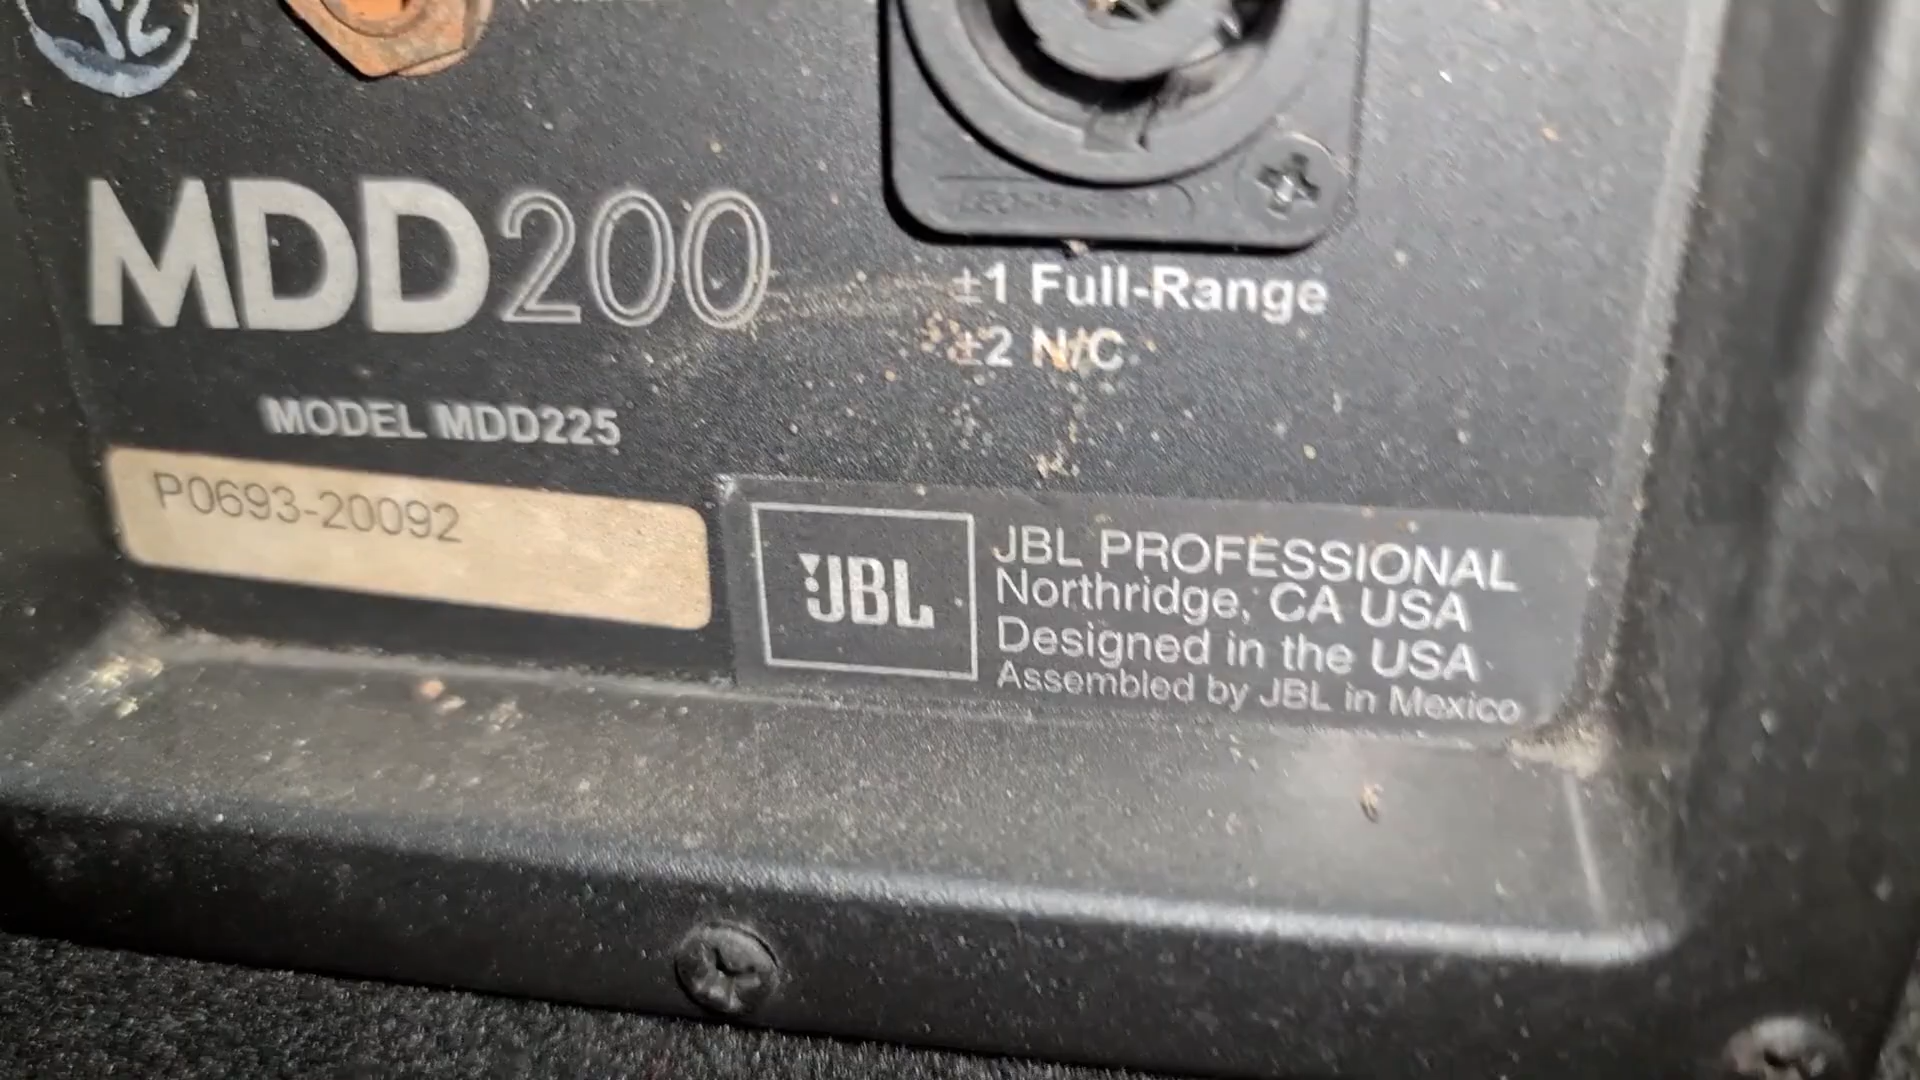 12
MDD200
±1 Full-Range
±2 N/C
MODEL MDD225
P0693-20092
JBL
JBL PROFESSIONAL
Northridge, CA USA
Designed in the USA
Assembled by JBL in Mexico